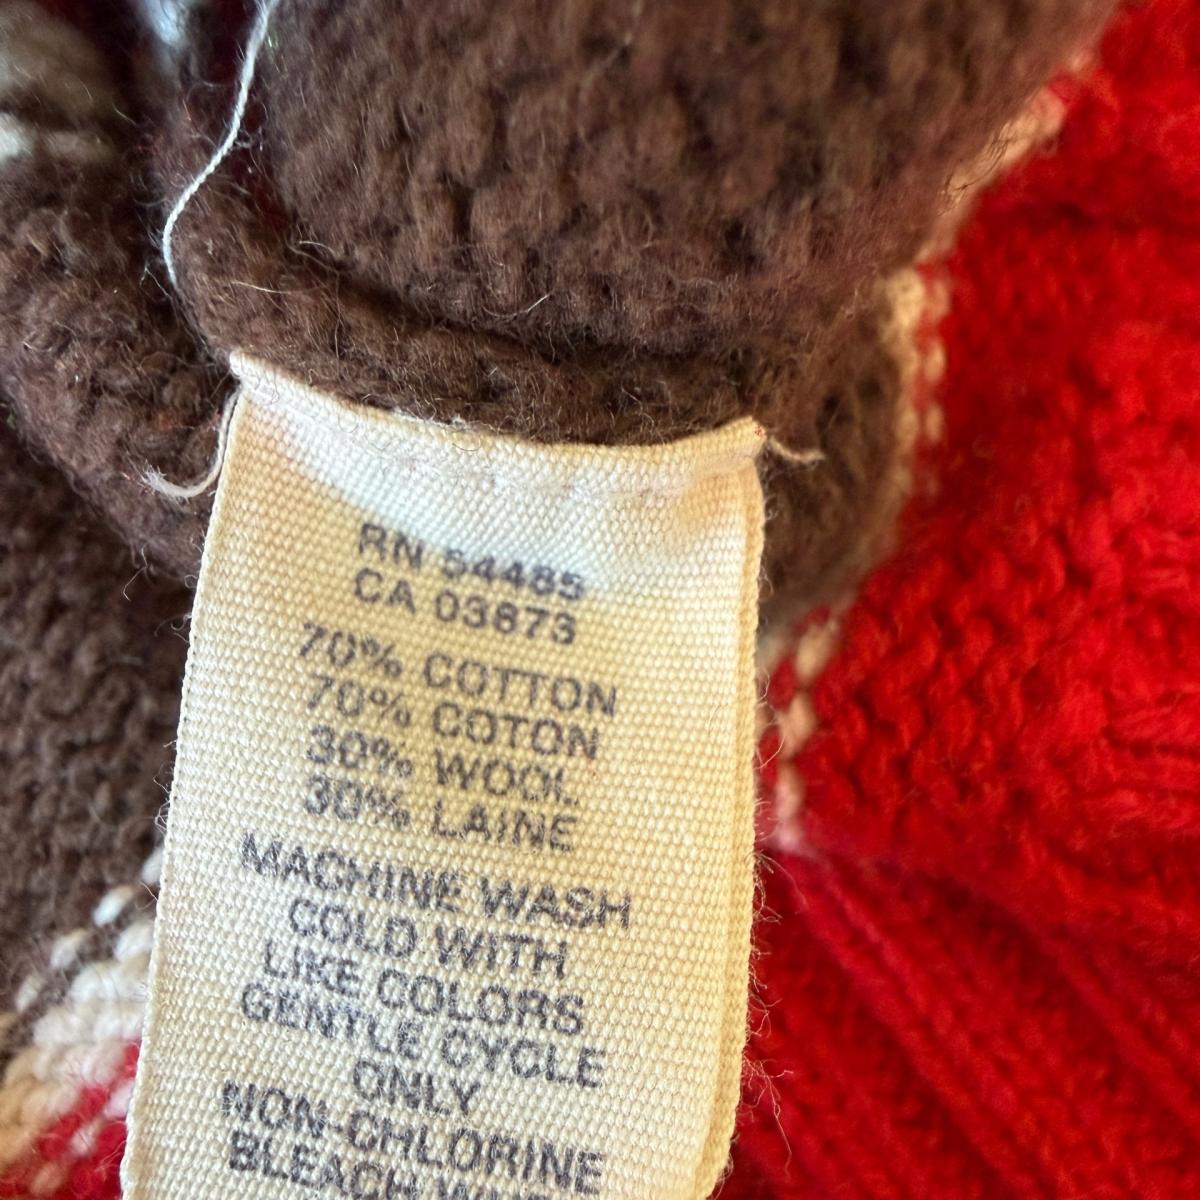 RN 54485
CA 03873
70% COTTON
70% COTON
30% WOOL
30% LAINE
MACHINE WASH
COLD WITH
LIKE COLORS
GENTLE CYCLE
ONLY
NON-CHLORINE
BLEACH